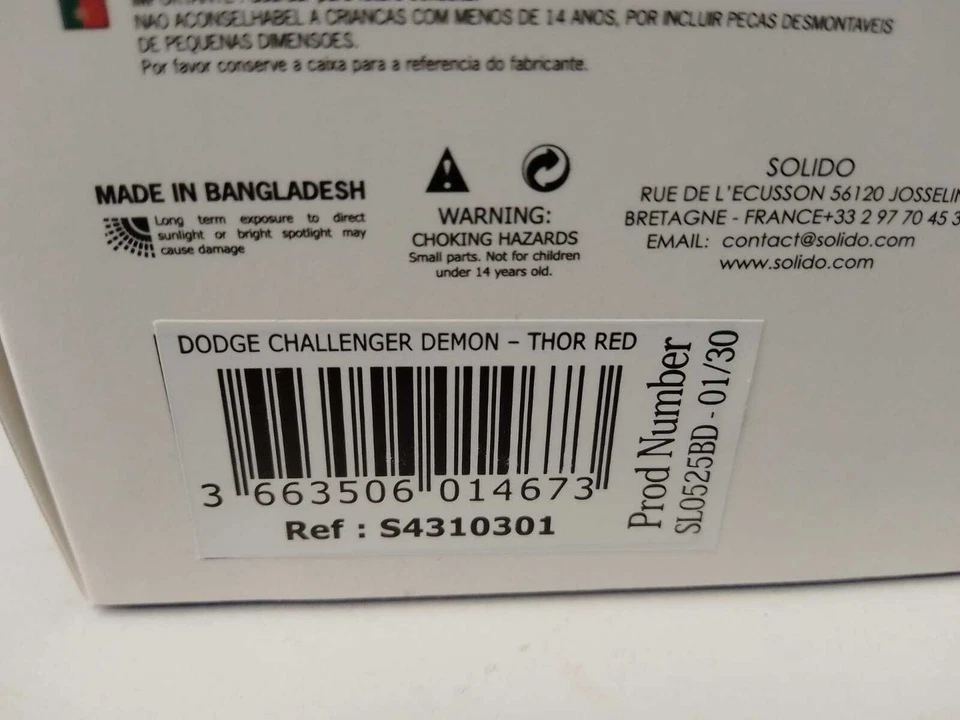 NAO ACONSELHABEL A CRIANCAS COM MENOS DE 14 ANOS, POR INCLUIR PECAS DESMONTAVEIS
DE PEQUENAS DIMENSOES.
Por favor conserve a caixa para a referencia do fabricante.
MADE IN BANGLADESH
Long term exposure to direct
sunlight or bright spotlight may
cause damage
WARNING:
CHOKING HAZARDS
Small parts. Not for children
under 14 years old.
SOLIDO
RUE DE L'ECUSSON 56120 JOSSELIN
BRETAGNE - FRANCE+33 2 97 70 45 3
EMAIL: contact@solido.com
www.solido.com
DODGE CHALLENGER DEMON – THOR RED
3 663506 014673
Ref : S4310301
Prod Number
SL0525BD - 01/30